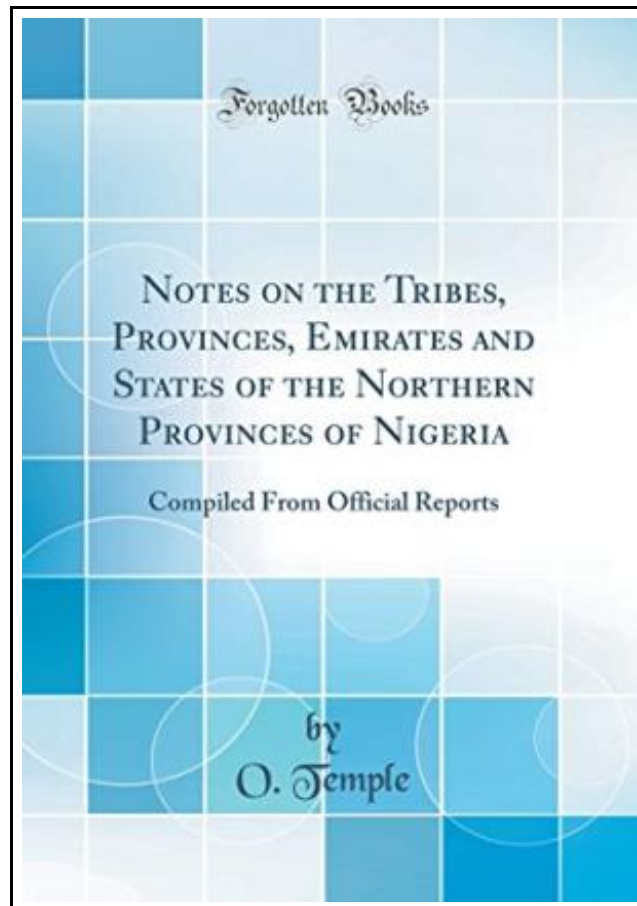 Forgotten Books
NOTES ON THE TRIBES,
PROVINCES, EMIRATES AND
STATES OF THE NORTHERN
PROVINCES OF NIGERIA
Compiled From Official Reports
by
O. Temple